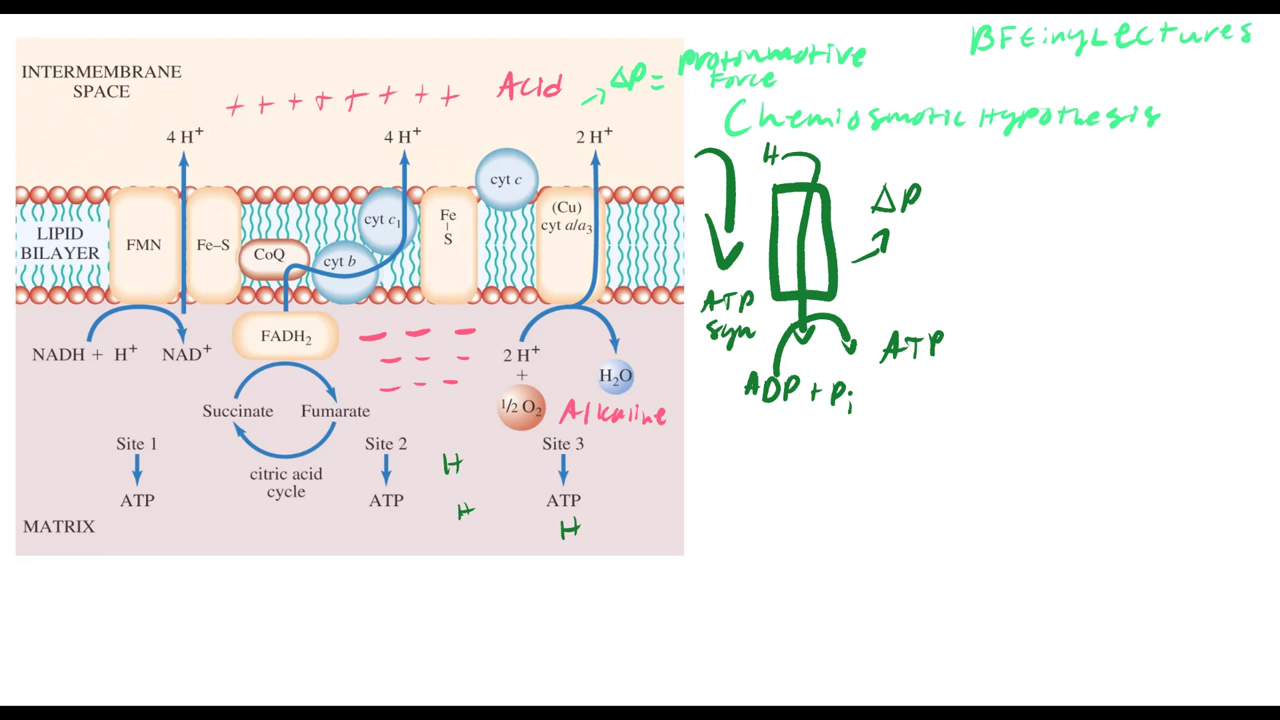 BFEinyLectures
INTERMEMBRANE
SPACE
+ + + + + + + +
Acid
ΔP = Protonmotive
Force
Chemiosmotic Hypothesis
4 H⁺
4 H⁺
2 H⁺
H
cyt c
LIPID
BILAYER
FMN
Fe–S
CoQ
cyt b
cyt c₁
Fe
–
S
(Cu)
cyt a/a₃
ΔP
ATP
syn
NADH + H⁺
NAD⁺
FADH₂
2 H⁺
+
½ O₂
H₂O
ATP
ADP + Pi
Alkaline
Succinate
Fumarate
citric acid
cycle
Site 1
ATP
Site 2
ATP
Site 3
ATP
H
H
H
MATRIX